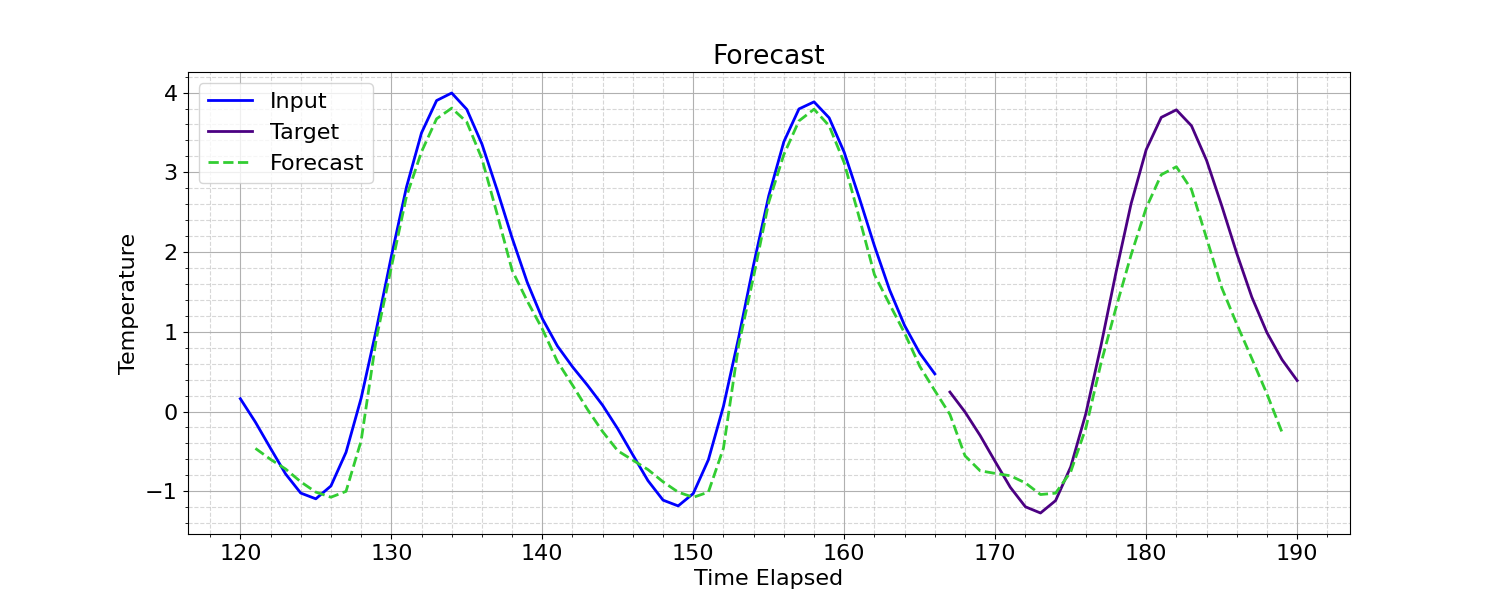 Forecast
Input
Target
Forecast
Temperature
4
3
2
1
0
−1
120 130 140 150 160 170 180 190
Time Elapsed